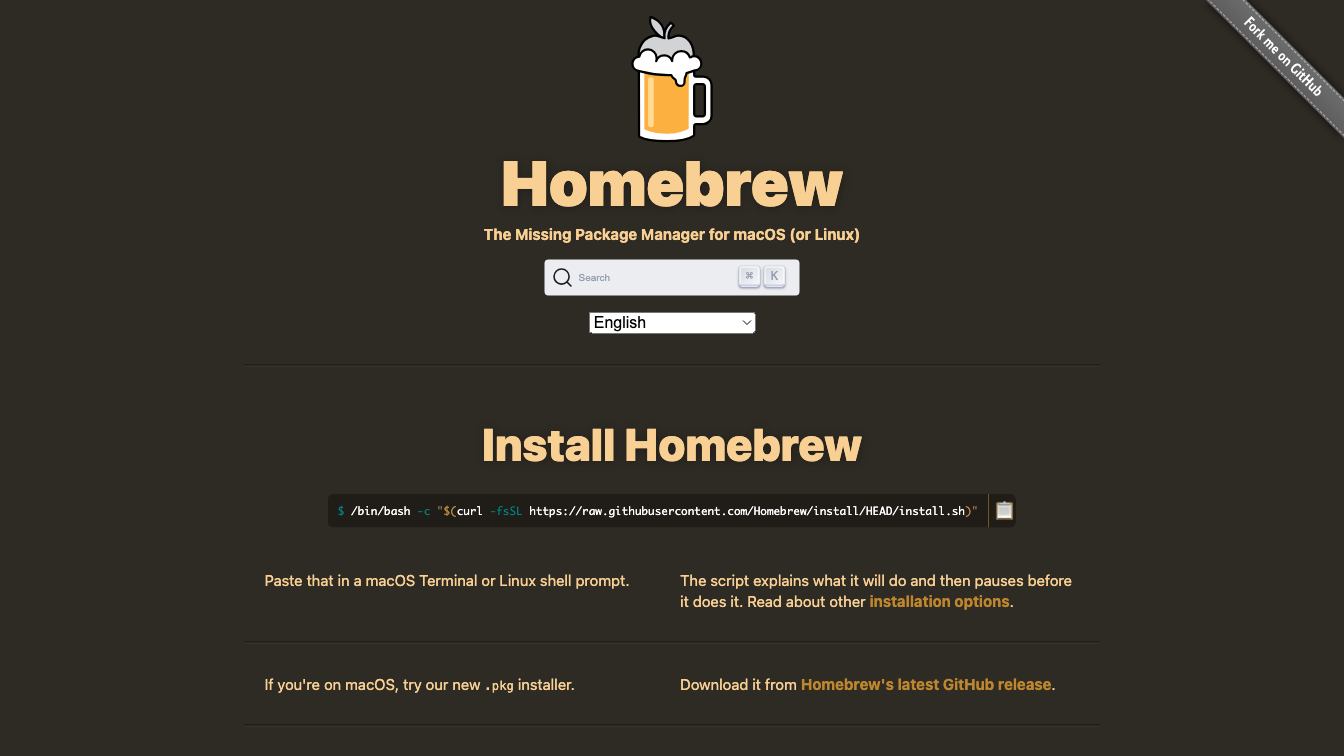 Fork me on GitHub
Homebrew
The Missing Package Manager for macOS (or Linux)
Search ⌘ K
English
Install Homebrew
$ /bin/bash -c "$(curl -fsSL https://raw.githubusercontent.com/Homebrew/install/HEAD/install.sh)"
Paste that in a macOS Terminal or Linux shell prompt.
The script explains what it will do and then pauses before
it does it. Read about other installation options.
If you're on macOS, try our new .pkg installer.
Download it from Homebrew's latest GitHub release.